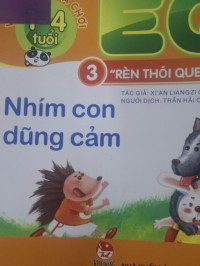 CHƠI
4
tuổi
EQ
3 "RÈN THÓI QUE
TÁC GIẢ: XI'AN LIANGZI
NGƯỜI DỊCH: TRẦN HẢI
Nhím con
dũng cảm